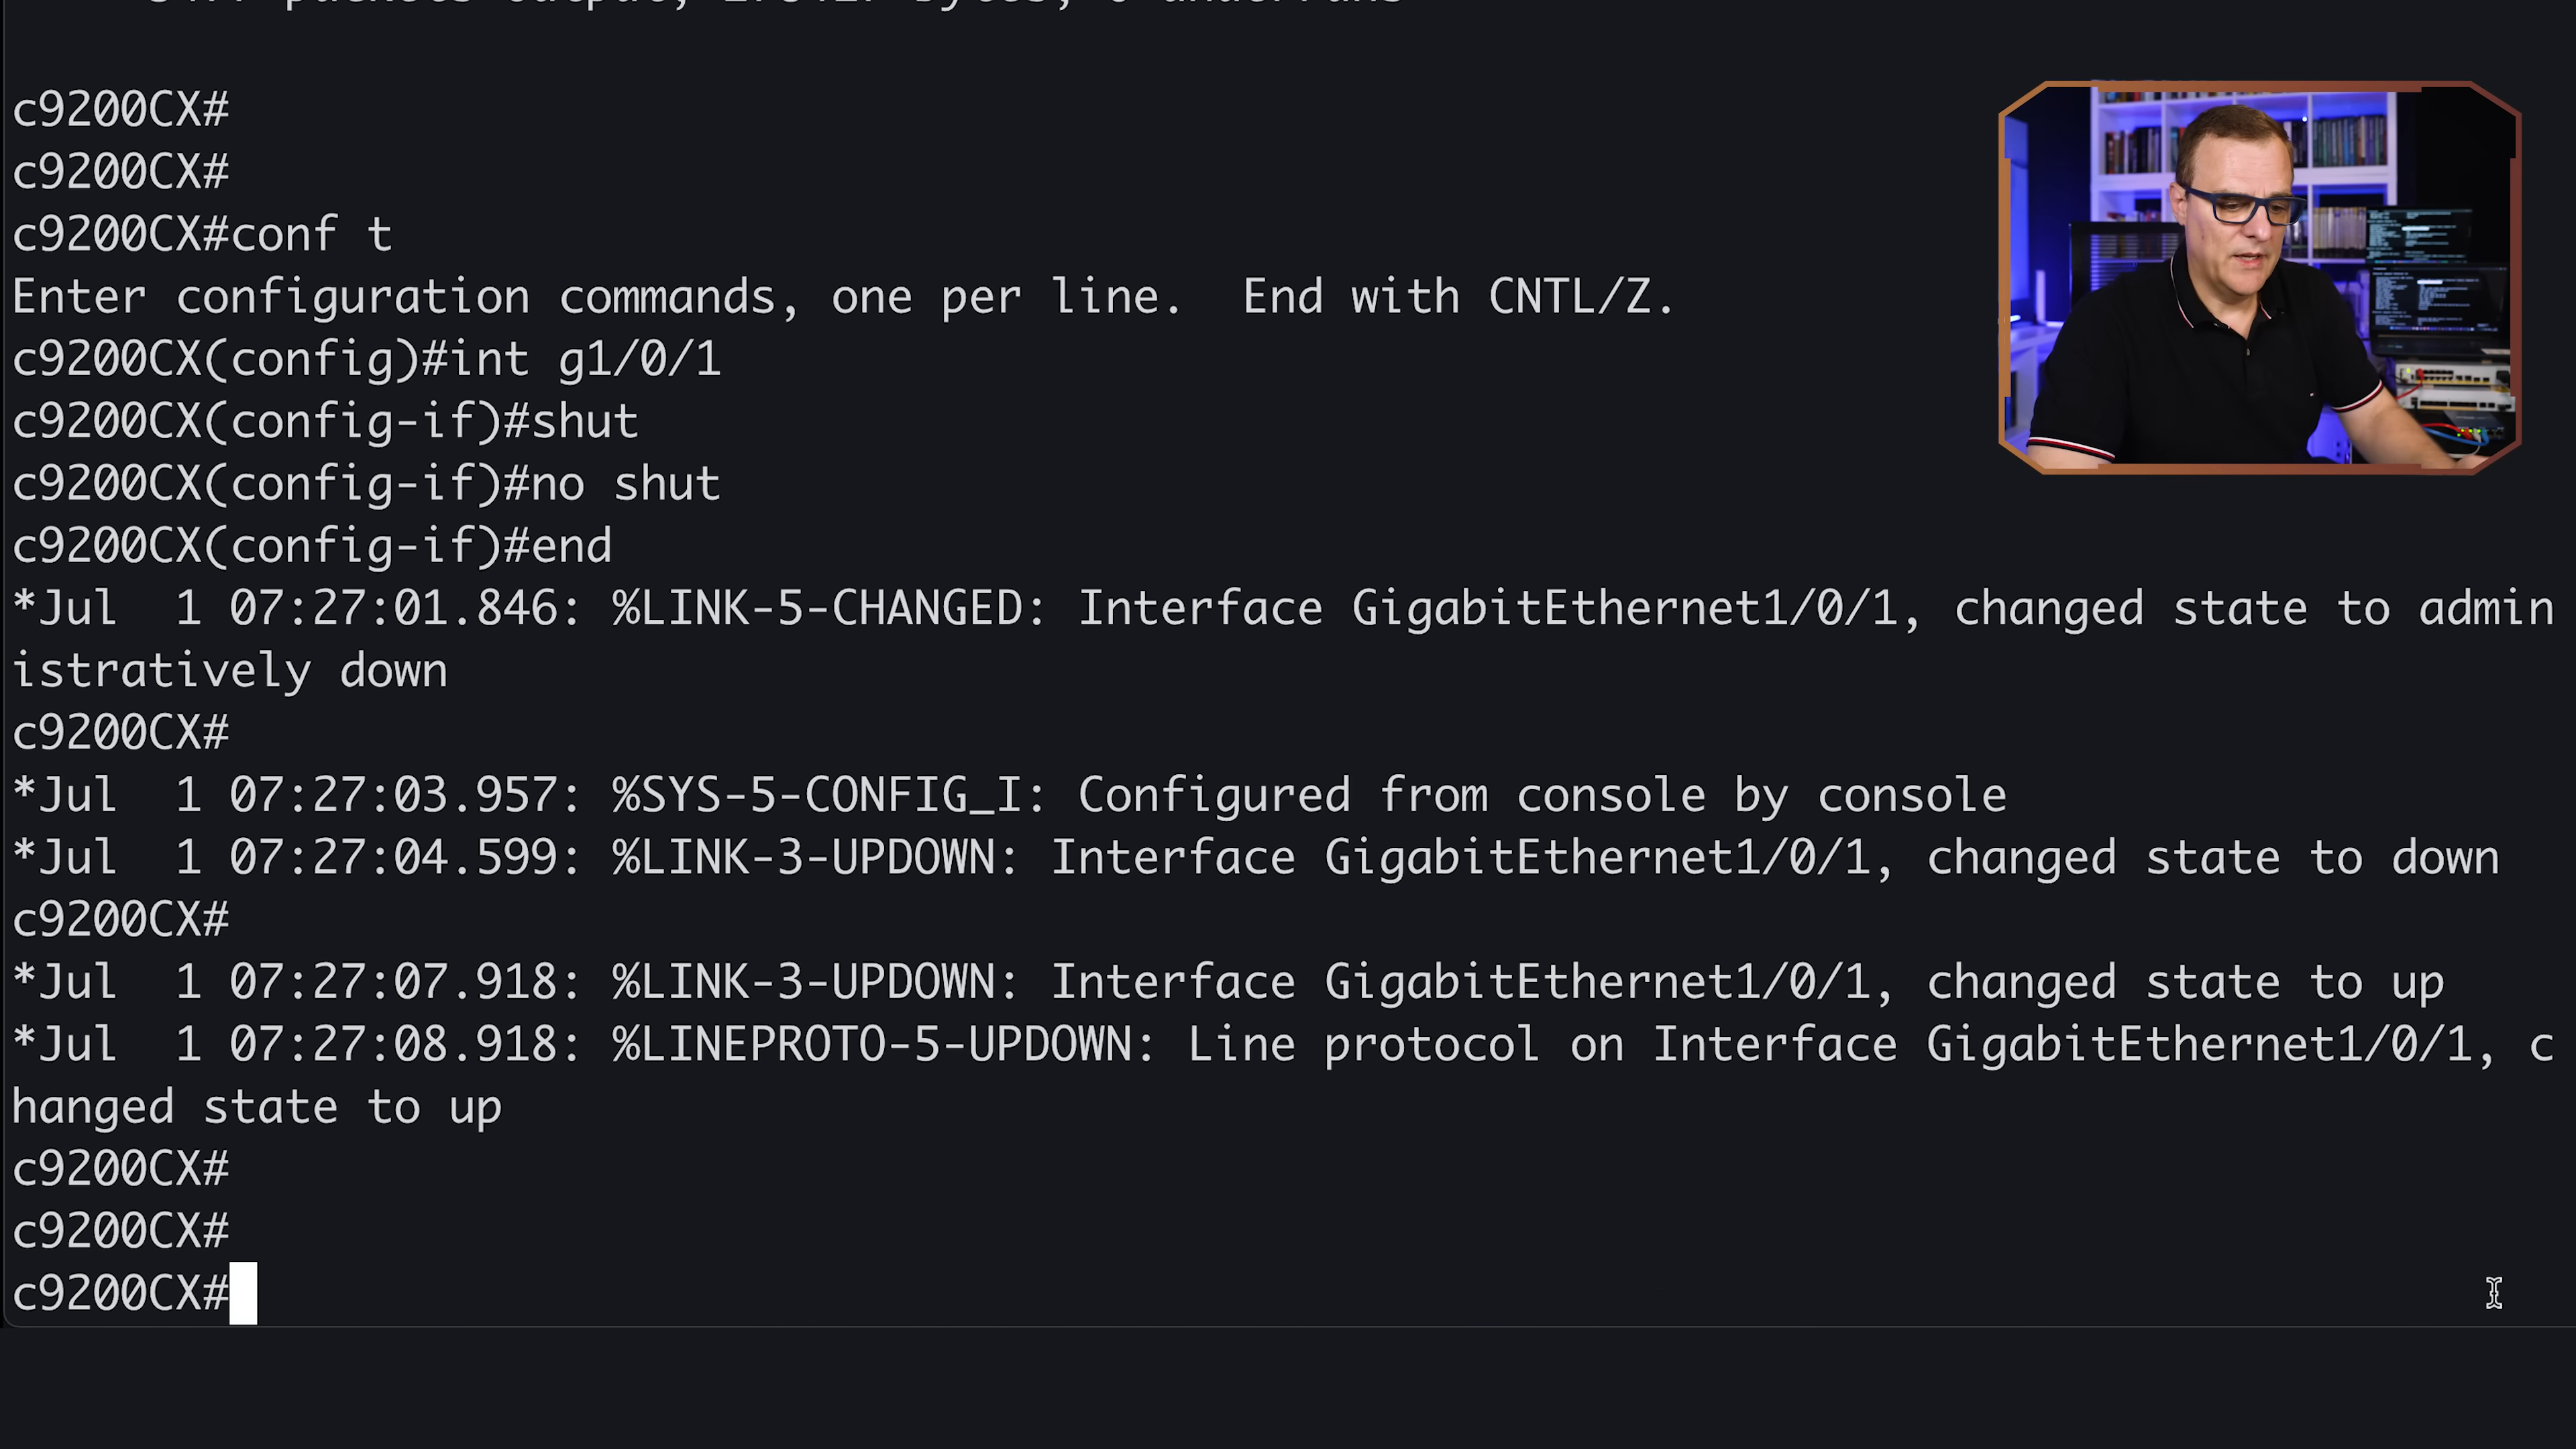 c9200CX#
c9200CX#
c9200CX#conf t
Enter configuration commands, one per line.  End with CNTL/Z.
c9200CX(config)#int g1/0/1
c9200CX(config-if)#shut
c9200CX(config-if)#no shut
c9200CX(config-if)#end
*Jul  1 07:27:01.846: %LINK-5-CHANGED: Interface GigabitEthernet1/0/1, changed state to admin
istratively down
c9200CX#
*Jul  1 07:27:03.957: %SYS-5-CONFIG_I: Configured from console by console
*Jul  1 07:27:04.599: %LINK-3-UPDOWN: Interface GigabitEthernet1/0/1, changed state to down
c9200CX#
*Jul  1 07:27:07.918: %LINK-3-UPDOWN: Interface GigabitEthernet1/0/1, changed state to up
*Jul  1 07:27:08.918: %LINEPROTO-5-UPDOWN: Line protocol on Interface GigabitEthernet1/0/1, c
hanged state to up
c9200CX#
c9200CX#
c9200CX#